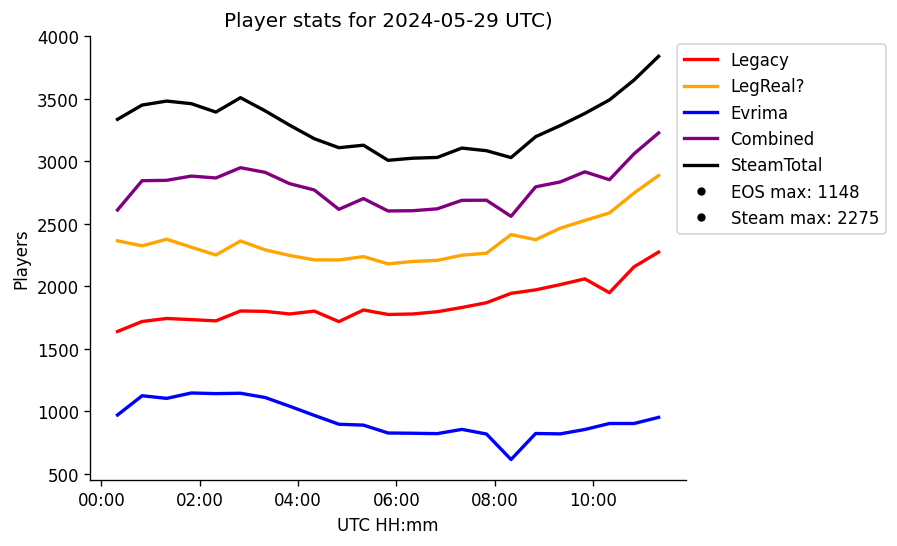 Player stats for 2024-05-29 UTC)
4000
3500
3000
2500
2000
1500
1000
500
Players
00:00 02:00 04:00 06:00 08:00 10:00
UTC HH:mm
Legacy
LegReal?
Evrima
Combined
SteamTotal
EOS max: 1148
Steam max: 2275